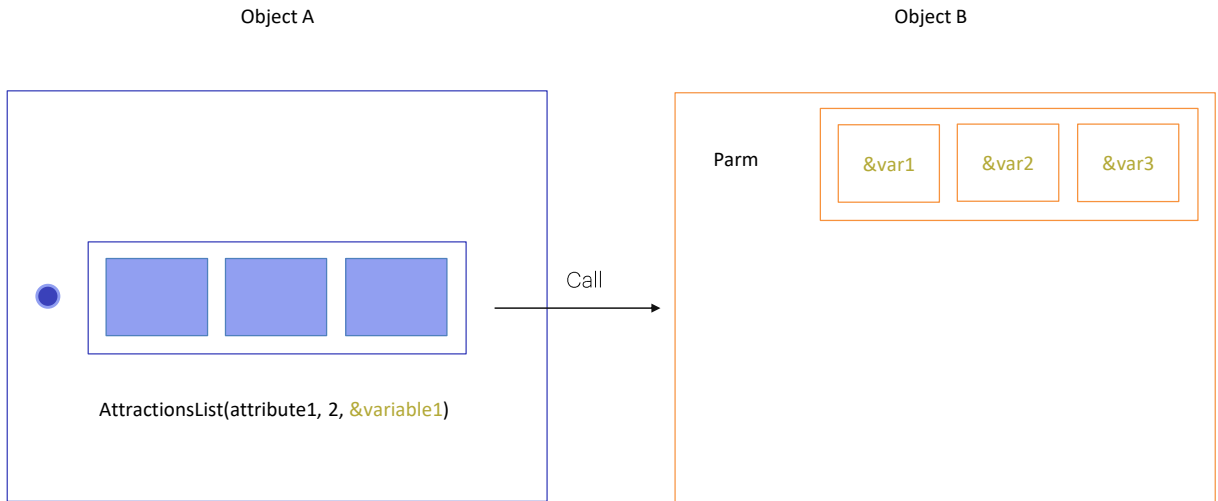 Object A
Object B
Parm
&var1
&var2
&var3
Call
AttractionsList(attribute1, 2, &variable1)